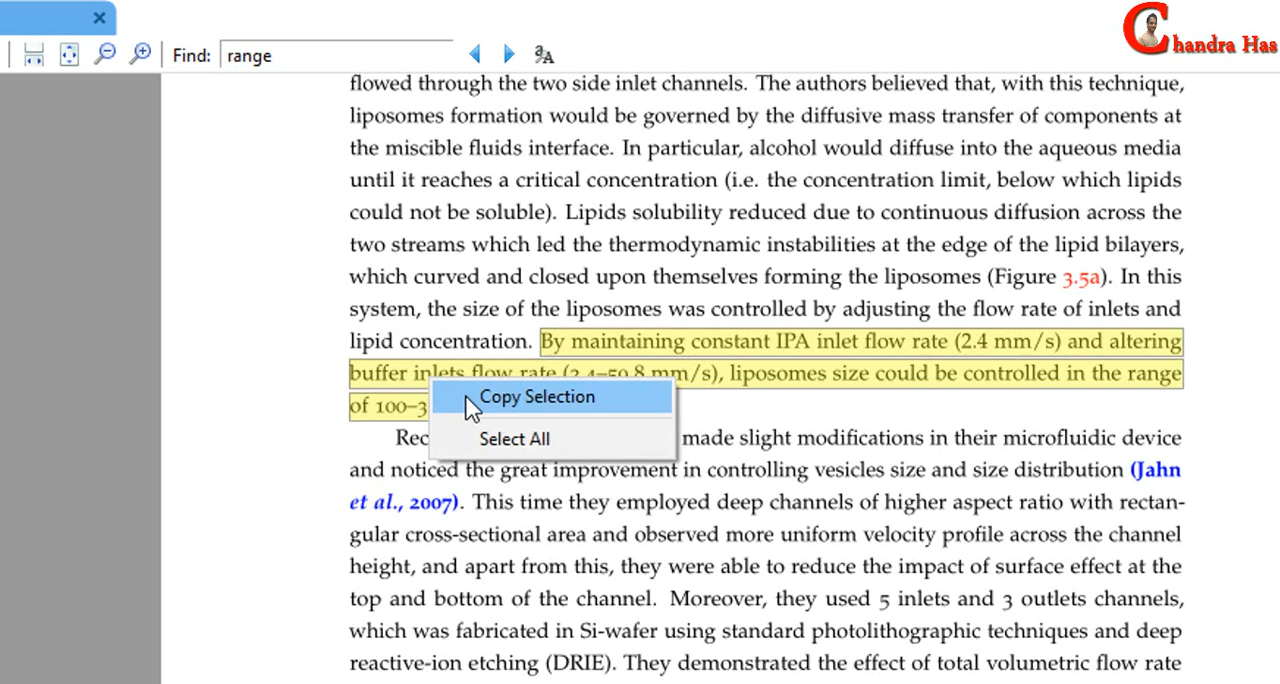 Chandra Has
Find: range
flowed through the two side inlet channels. The authors believed that, with this technique,
liposomes formation would be governed by the diffusive mass transfer of components at
the miscible fluids interface. In particular, alcohol would diffuse into the aqueous media
until it reaches a critical concentration (i.e. the concentration limit, below which lipids
could not be soluble). Lipids solubility reduced due to continuous diffusion across the
two streams which led the thermodynamic instabilities at the edge of the lipid bilayers,
which curved and closed upon themselves forming the liposomes (Figure 3.5a). In this
system, the size of the liposomes was controlled by adjusting the flow rate of inlets and
lipid concentration. By maintaining constant IPA inlet flow rate (2.4 mm/s) and altering
buffer inlets flow rate (2.4–59.8 mm/s), liposomes size could be controlled in the range
of 100–3
Copy Selection
Select All
Rec made slight modifications in their microfluidic device
and noticed the great improvement in controlling vesicles size and size distribution (Jahn
et al., 2007). This time they employed deep channels of higher aspect ratio with rectan-
gular cross-sectional area and observed more uniform velocity profile across the channel
height, and apart from this, they were able to reduce the impact of surface effect at the
top and bottom of the channel. Moreover, they used 5 inlets and 3 outlets channels,
which was fabricated in Si-wafer using standard photolithographic techniques and deep
reactive-ion etching (DRIE). They demonstrated the effect of total volumetric flow rate